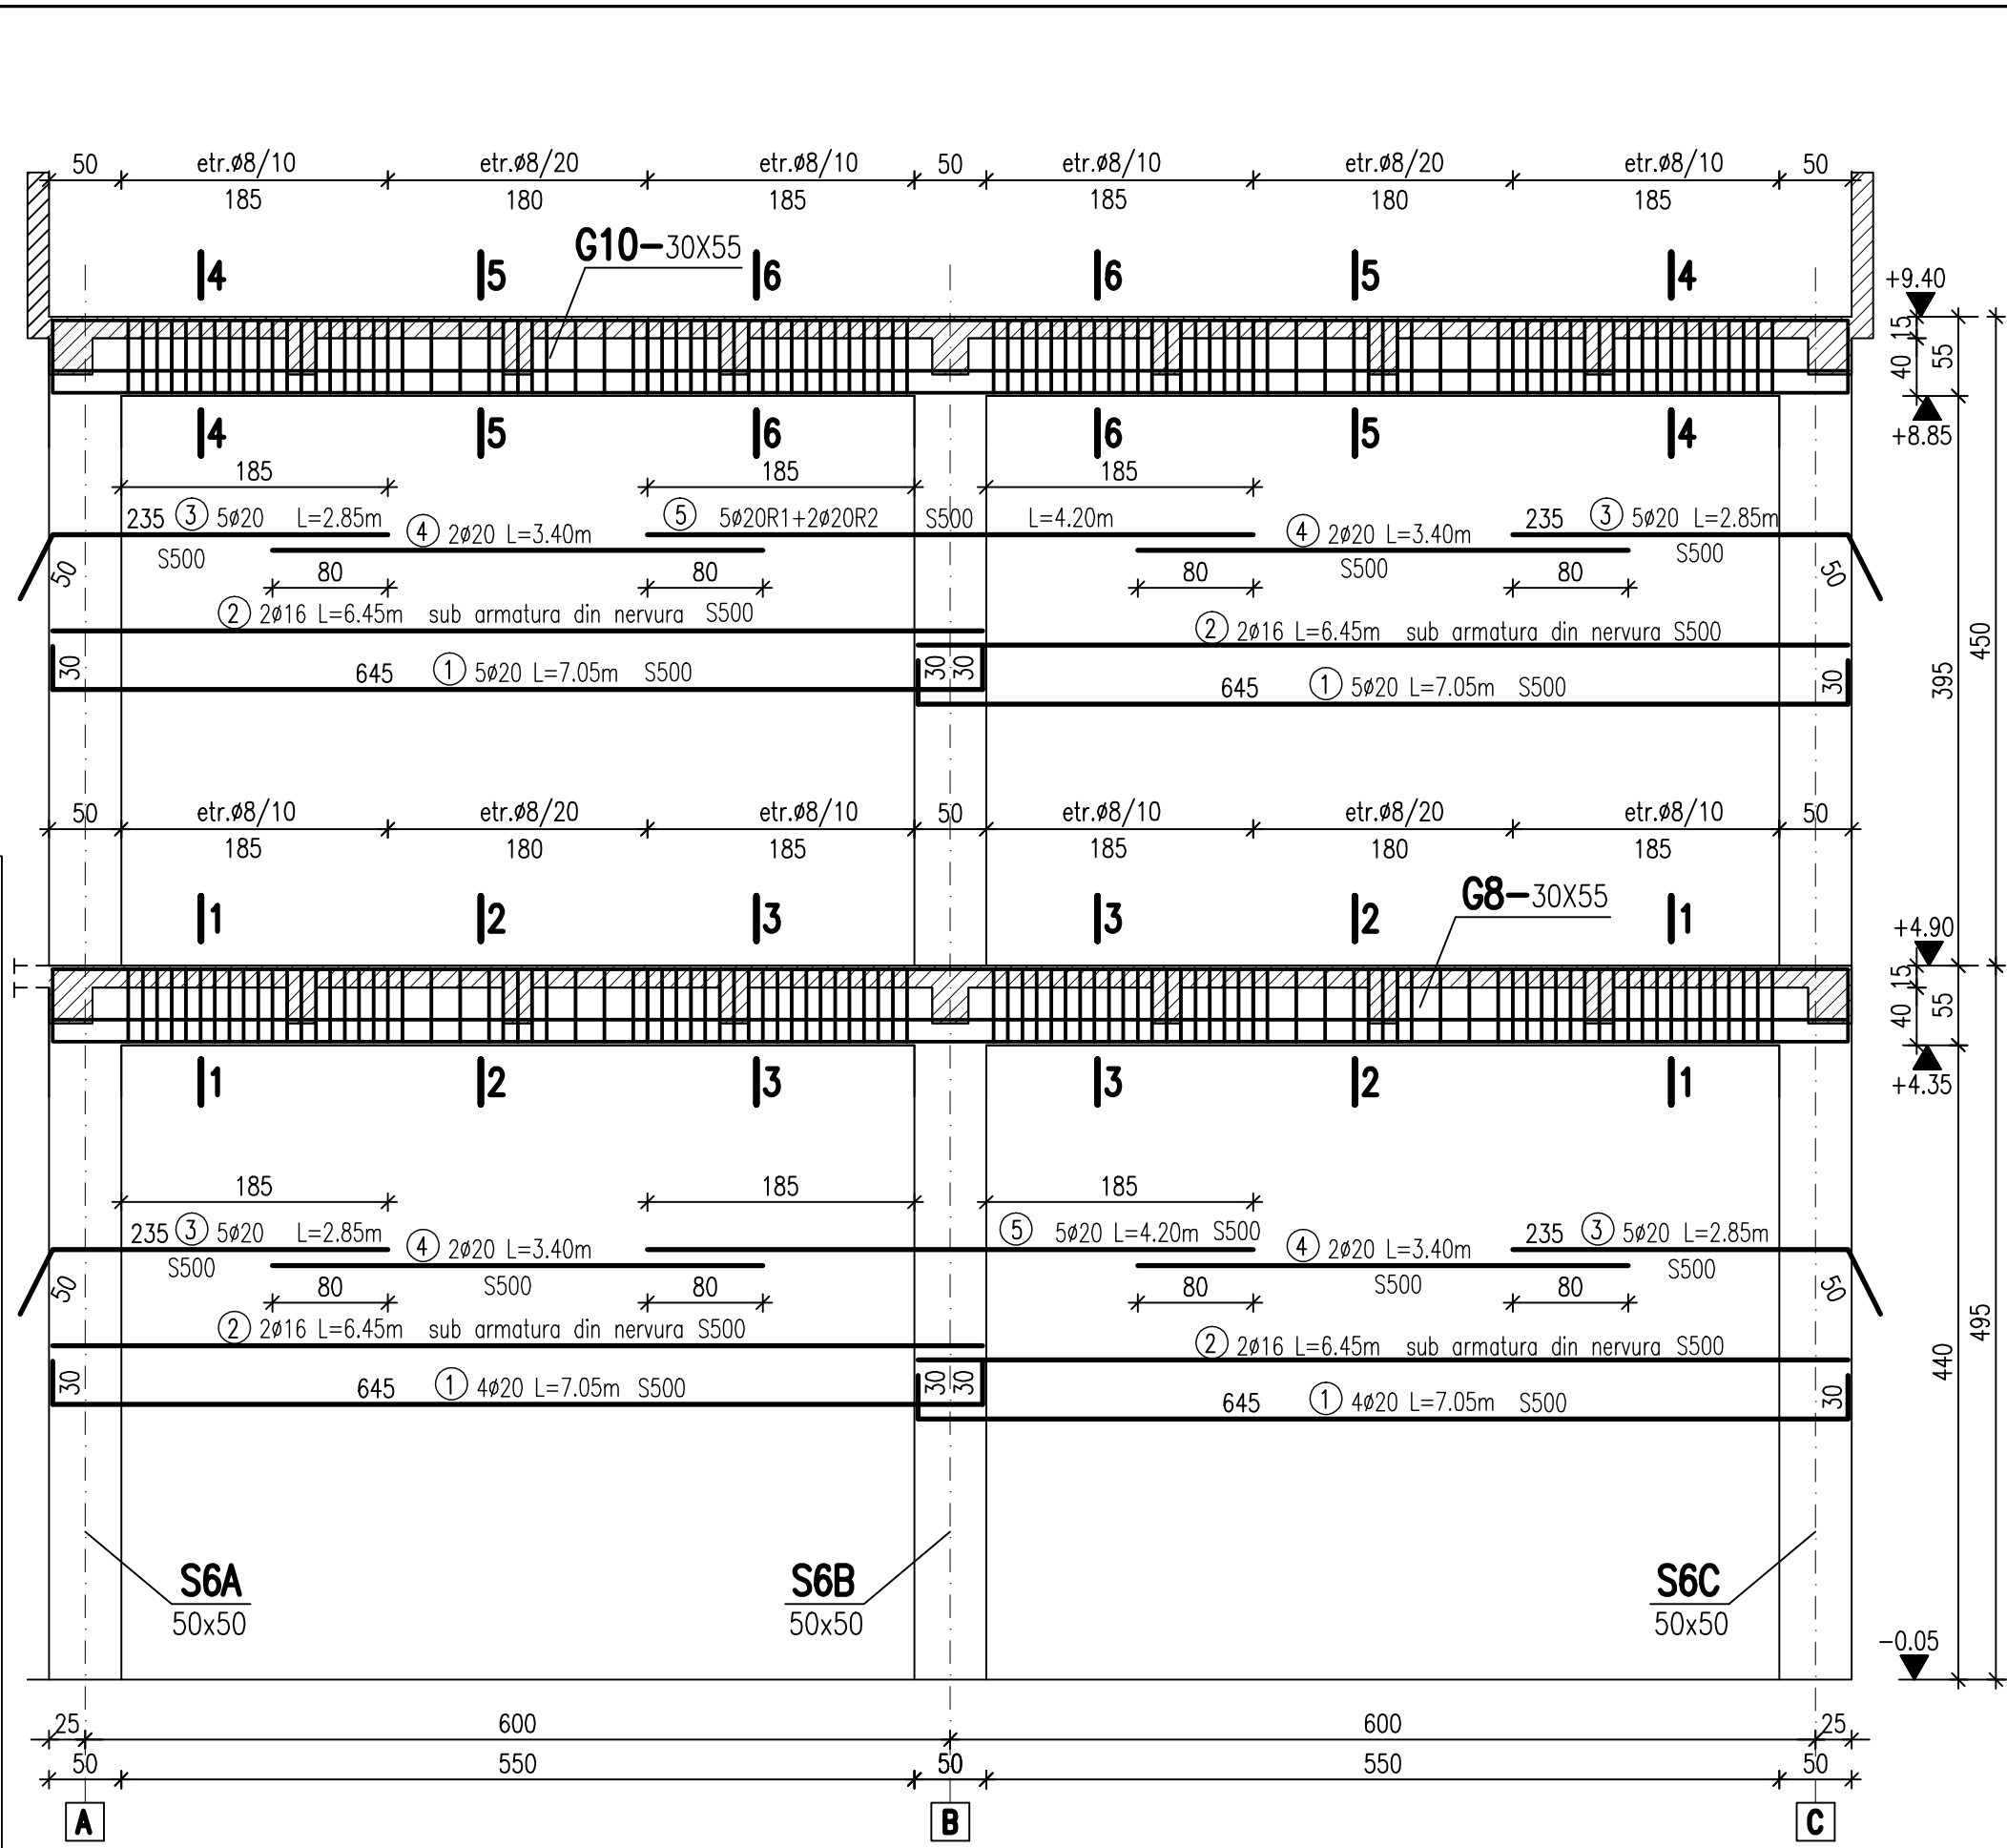 50 etr.ø8/10 etr.ø8/20 etr.ø8/10 50 etr.ø8/10 etr.ø8/20 etr.ø8/10 50
185 180 185 185 180 185
G10-30X55
4 5 6 6 5 4
+9.40
15
40
55
4 5 6 6 5 4
+8.85
185 185 185
235 3 5ø20 L=2.85m 4 2ø20 L=3.40m 5 5ø20R1+2ø20R2 S500 L=4.20m 4 2ø20 L=3.40m 235 3 5ø20 L=2.85m
S500 S500 S500
50 80 80 80 80 50
2 2ø16 L=6.45m sub armatura din nervura S500
2 2ø16 L=6.45m sub armatura din nervura S500
30 645 1 5ø20 L=7.05m S500 30 30
645 1 5ø20 L=7.05m S500 30
395
450
50 etr.ø8/10 etr.ø8/20 etr.ø8/10 50 etr.ø8/10 etr.ø8/20 etr.ø8/10 50
185 180 185 185 180 185
G8-30X55
1 2 3 3 2 1
+4.90
15
40
55
1 2 3 3 2 1
+4.35
185 185 185
235 3 5ø20 L=2.85m 4 2ø20 L=3.40m 5 5ø20 L=4.20m S500 4 2ø20 L=3.40m 235 3 5ø20 L=2.85m
S500 S500 S500 S500
50 80 80 80 80 50
2 2ø16 L=6.45m sub armatura din nervura S500
2 2ø16 L=6.45m sub armatura din nervura S500
30 645 1 4ø20 L=7.05m S500 30 30
645 1 4ø20 L=7.05m S500 30
440
495
S6A S6B S6C
50x50 50x50 50x50
-0.05
25 600 600 25
50 550 50 550 50
A B C